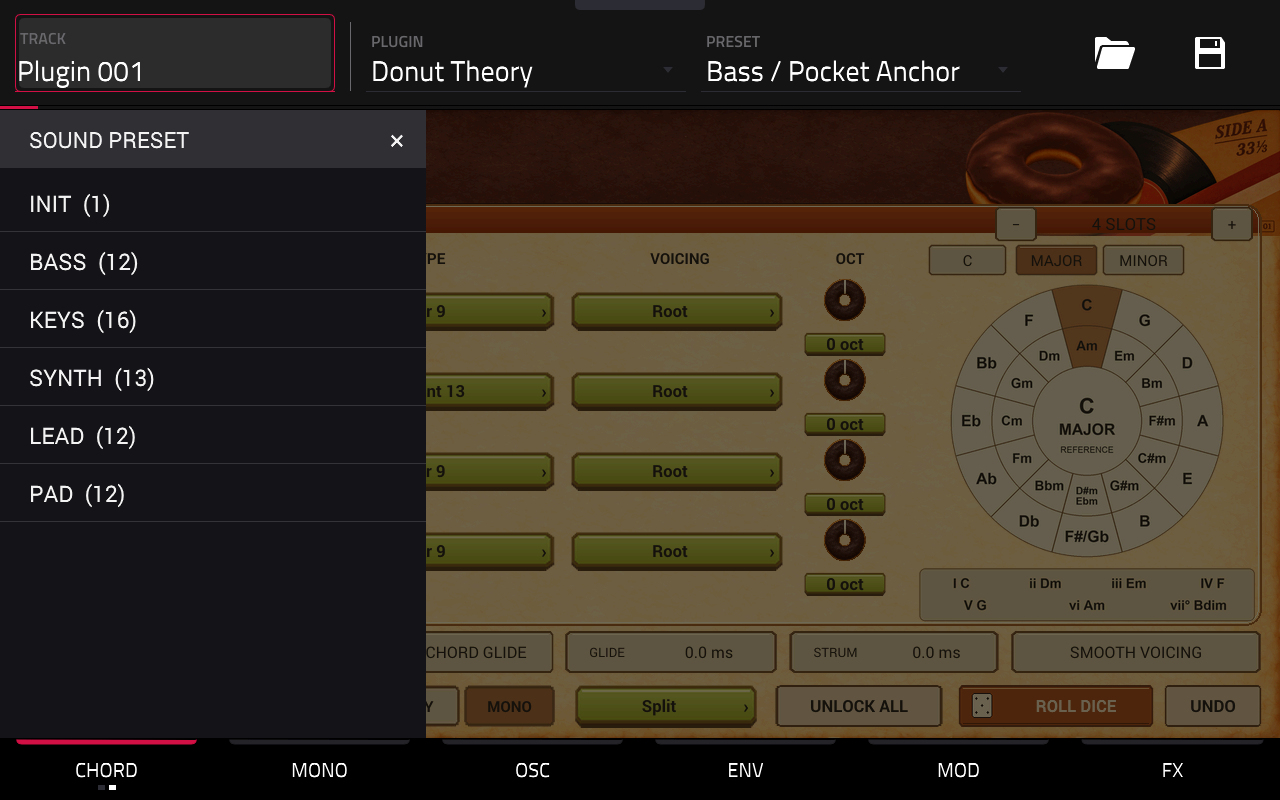 TRACK
Plugin 001
PLUGIN
Donut Theory
PRESET
Bass / Pocket Anchor
SOUND PRESET ×
INIT (1)
BASS (12)
KEYS (16)
SYNTH (13)
LEAD (12)
PAD (12)
SIDE A
33⅓
- 4 SLOTS +
PE VOICING OCT
C MAJOR MINOR
r 9 › Root › 0 oct
nt 13 › Root › 0 oct
r 9 › Root › 0 oct
r 9 › Root › 0 oct
C
G
D
A
E
B
F#/Gb
Db
Ab
Eb
Bb
F
Am
Em
Bm
F#m
C#m
G#m
D#m
Ebm
Bbm
Fm
Cm
Gm
Dm
C
MAJOR
REFERENCE
I C ii Dm iii Em IV F
V G vi Am vii° Bdim
CHORD GLIDE GLIDE 0.0 ms STRUM 0.0 ms SMOOTH VOICING
Y MONO Split › UNLOCK ALL ROLL DICE UNDO
CHORD MONO OSC ENV MOD FX